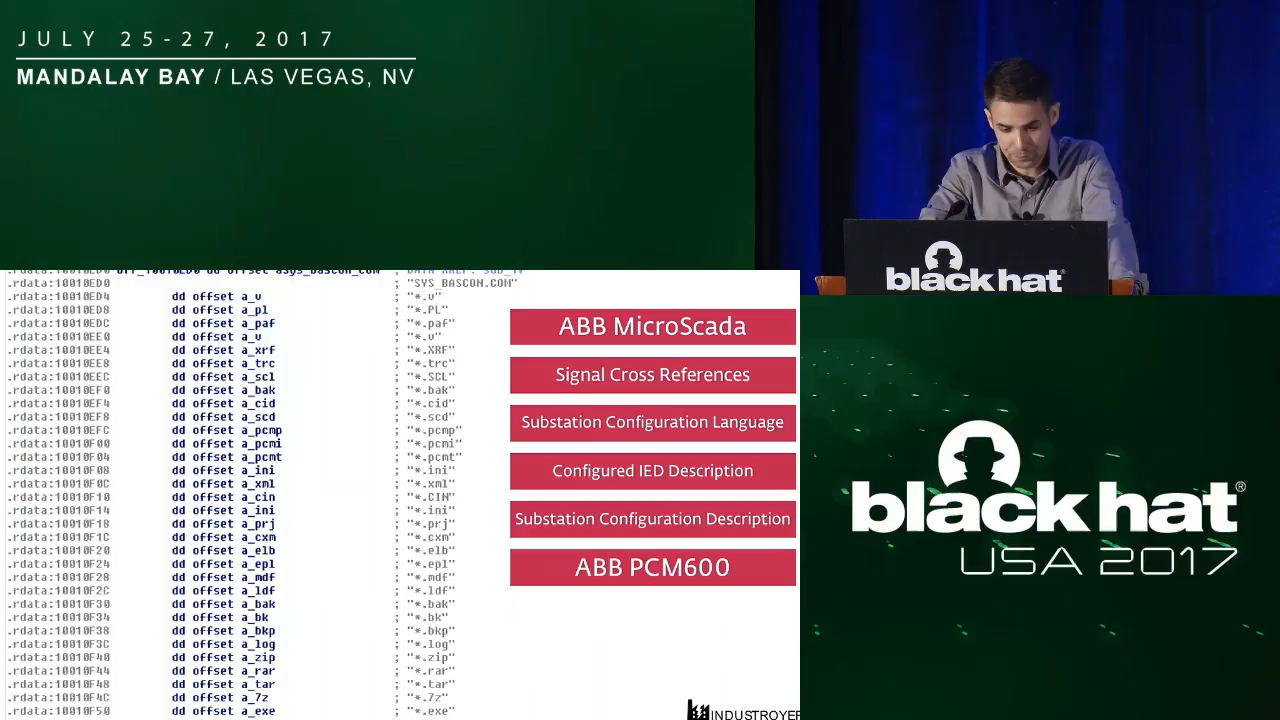 JULY 25-27, 2017
MANDALAY BAY / LAS VEGAS, NV
black hat
.rdata:10010ED0 off_10010ED0 dd offset aSys_bascon_com ; DATA XREF: sub_1
.rdata:10010ED0 ; "SYS_BASCON.COM"
.rdata:10010ED4 dd offset a_v ; "*.v"
.rdata:10010ED8 dd offset a_pl ; "*.PL"
.rdata:10010EDC dd offset a_paf ; "*.paf"
.rdata:10010EE0 dd offset a_v ; "*.v"
.rdata:10010EE4 dd offset a_xrf ; "*.XRF"
.rdata:10010EE8 dd offset a_trc ; "*.trc"
.rdata:10010EEC dd offset a_scl ; "*.SCL"
.rdata:10010EF0 dd offset a_bak ; "*.bak"
.rdata:10010EF4 dd offset a_cid ; "*.cid"
.rdata:10010EF8 dd offset a_scd ; "*.scd"
.rdata:10010EFC dd offset a_pcmp ; "*.pcmp"
.rdata:10010F00 dd offset a_pcmi ; "*.pcmi"
.rdata:10010F04 dd offset a_pcmt ; "*.pcmt"
.rdata:10010F08 dd offset a_ini ; "*.ini"
.rdata:10010F0C dd offset a_xml ; "*.xml"
.rdata:10010F10 dd offset a_cin ; "*.CIN"
.rdata:10010F14 dd offset a_ini ; "*.ini"
.rdata:10010F18 dd offset a_prj ; "*.prj"
.rdata:10010F1C dd offset a_cxm ; "*.cxm"
.rdata:10010F20 dd offset a_elb ; "*.elb"
.rdata:10010F24 dd offset a_epl ; "*.epl"
.rdata:10010F28 dd offset a_mdf ; "*.mdf"
.rdata:10010F2C dd offset a_ldf ; "*.ldf"
.rdata:10010F30 dd offset a_bak ; "*.bak"
.rdata:10010F34 dd offset a_bk ; "*.bk"
.rdata:10010F38 dd offset a_bkp ; "*.bkp"
.rdata:10010F3C dd offset a_log ; "*.log"
.rdata:10010F40 dd offset a_zip ; "*.zip"
.rdata:10010F44 dd offset a_rar ; "*.rar"
.rdata:10010F48 dd offset a_tar ; "*.tar"
.rdata:10010F4C dd offset a_7z ; "*.7z"
.rdata:10010F50 dd offset a_exe ; "*.exe"
ABB MicroScada
Signal Cross References
Substation Configuration Language
Configured IED Description
Substation Configuration Description
ABB PCM600
INDUSTROYER
black hat®
USA 2017